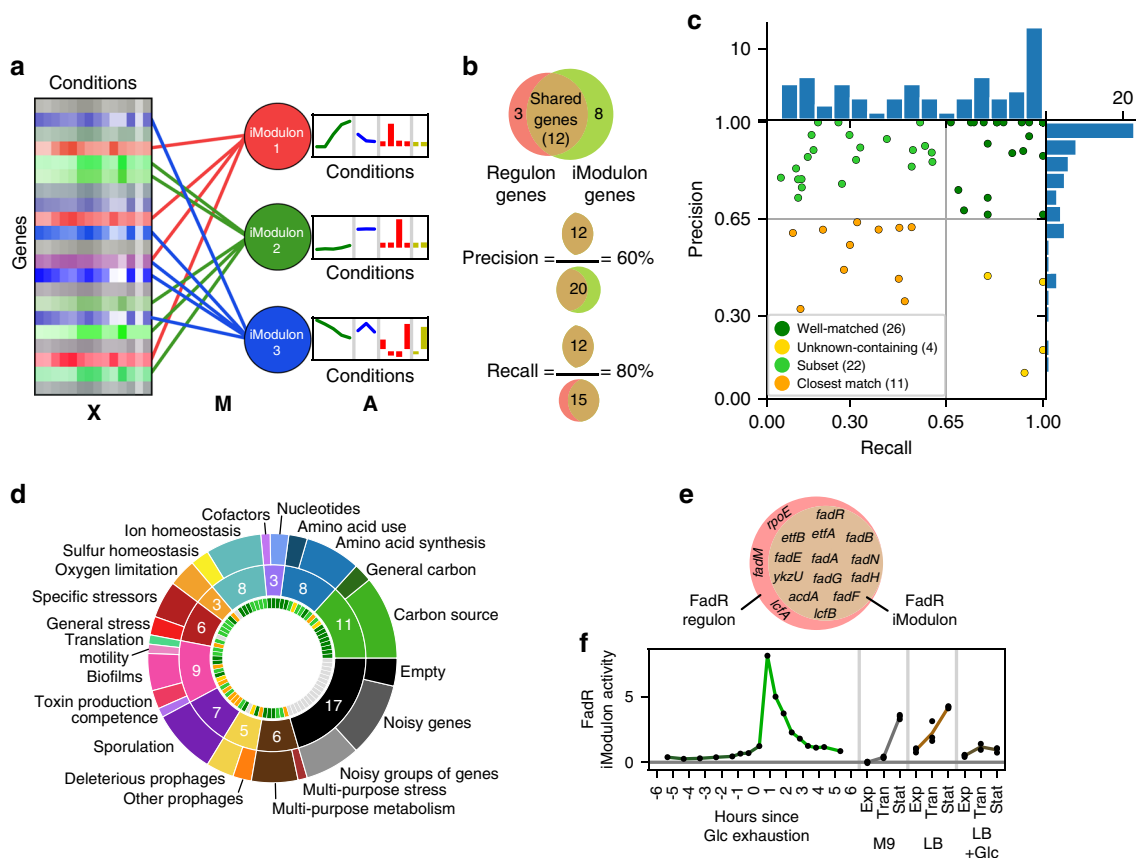 a
Conditions
Genes
X
M
A
iModulon
1
iModulon
2
iModulon
3
Conditions
Conditions
Conditions
b
3
Shared
genes
(12)
8
Regulon
genes
iModulon
genes
12
Precision =
= 60%
20
12
Recall =
= 80%
15
c
10
20
1.00
0.65
0.30
0.00
Precision
Well-matched (26)
Unknown-containing (4)
Subset (22)
Closest match (11)
0.00
0.30
0.65
1.00
Recall
d
Cofactors
Nucleotides
Ion homeostasis
Amino acid use
Amino acid synthesis
Sulfur homeostasis
Oxygen limitation
General carbon
Specific stressors
Carbon source
General stress
Translation
motility
Biofilms
Empty
Toxin production
competence
Noisy genes
Sporulation
Noisy groups of genes
Deleterious prophages
Multi-purpose stress
Other prophages
Multi-purpose metabolism
3
8
8
3
11
6
9
17
7
5
6
e
rpoE
fadR
etfB
etfA
fadB
fadM
fadE
fadA
fadN
ykzU
fadG
fadH
acdA
fadF
lcfA
lcfB
FadR
regulon
FadR
iModulon
f
FadR
iModulon activity
5
0
-6
-5
-4
-3
-2
-1
0
1
2
3
4
5
6
Hours since
Glc exhaustion
Exp
Tran
Stat
M9
Exp
Tran
Stat
LB
Exp
Tran
Stat
LB
+Glc